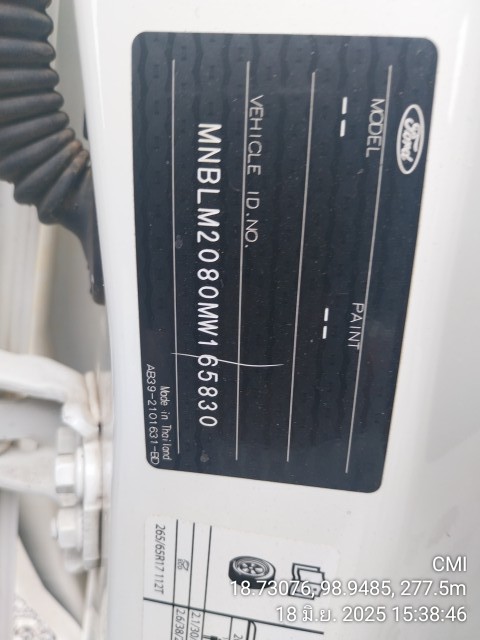 Ford
MODEL PAINT
-- --
VEHICLE ID.NO.
MNBLM2080MW165830
Made in Thailand
AB39-2101631-BD
265/65R17 112T
CMI
18.73076, 98.9485, 277.5m
18 มิ.ย. 2025 15:38:46